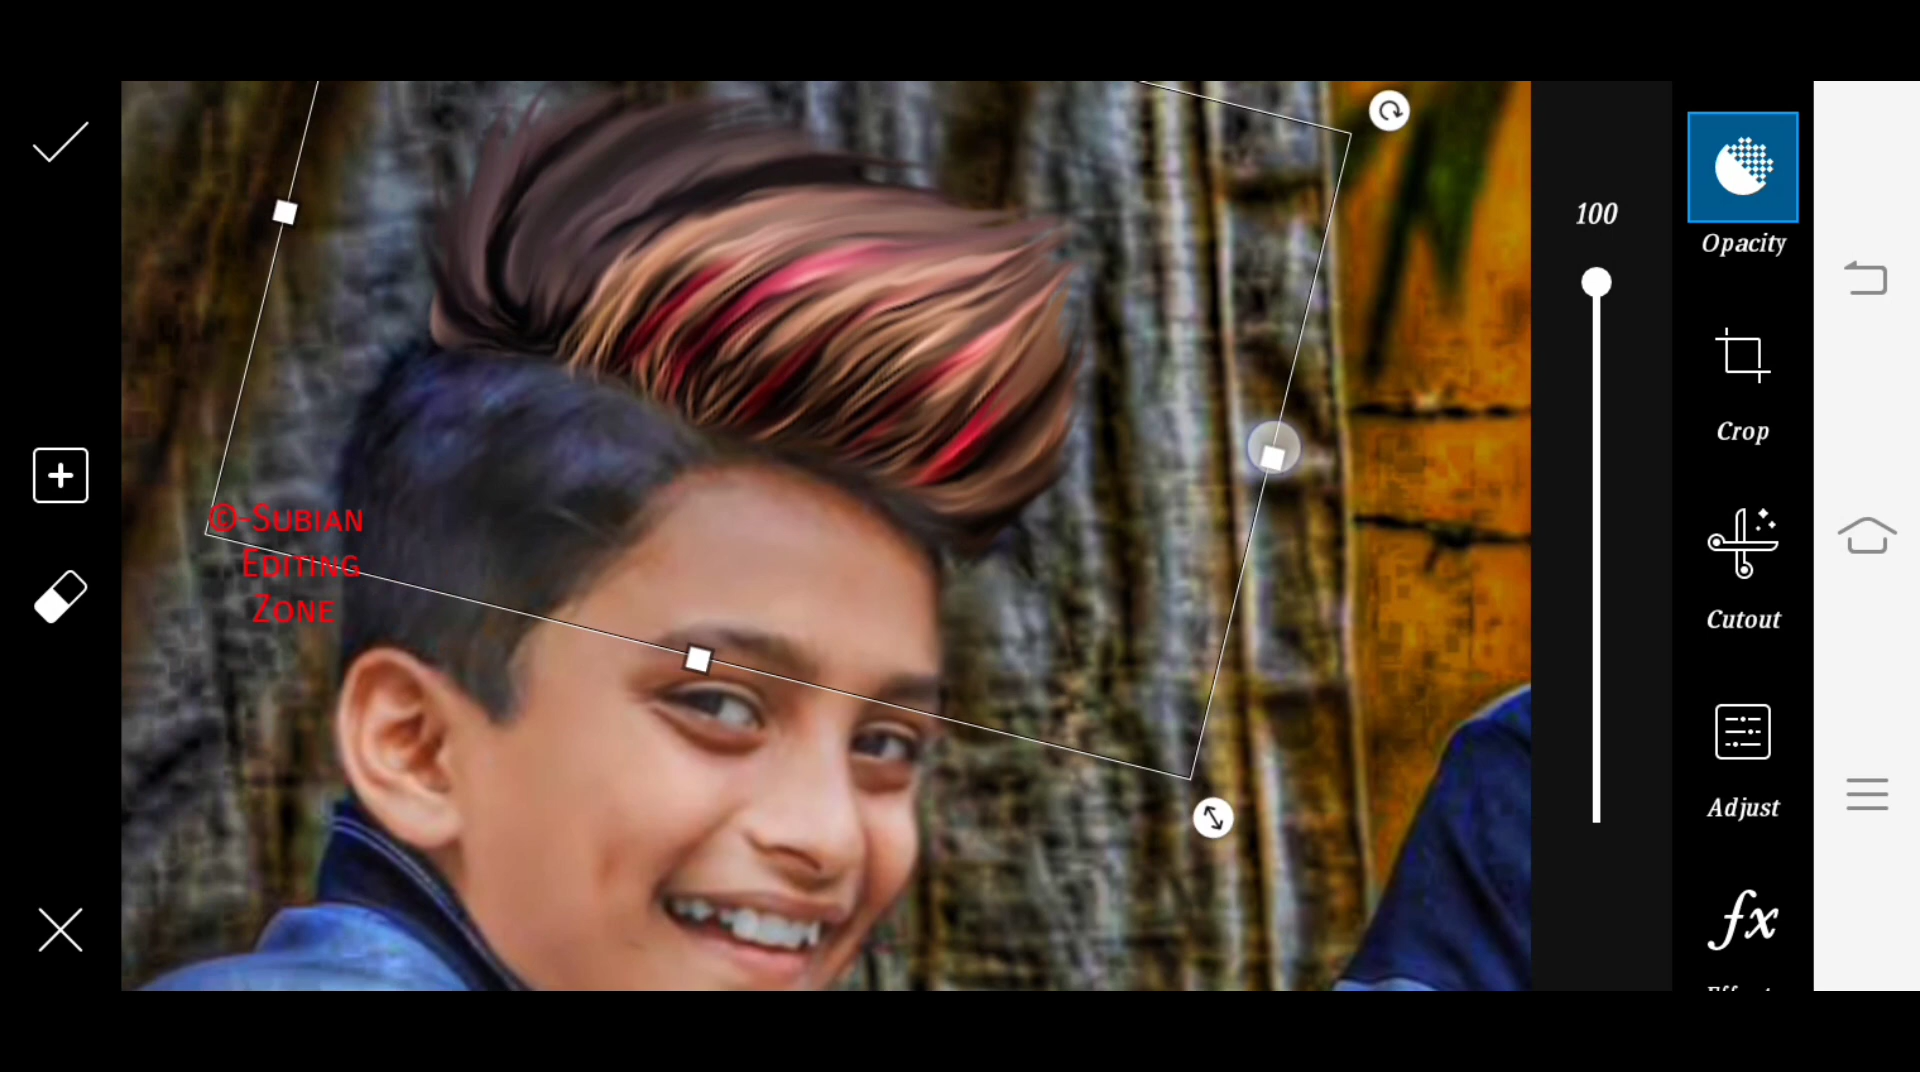 100
Opacity
Crop
©-Subian
Editing
Zone
Cutout
Adjust
fx